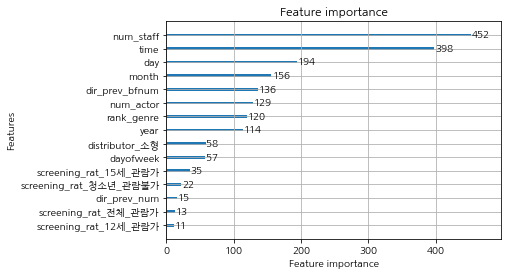 Feature importance
num_staff 452
time 398
day 194
month 156
dir_prev_bfnum 136
num_actor 129
rank_genre 120
year 114
distributor_소형 58
dayofweek 57
screening_rat_15세_관람가 35
screening_rat_청소년_관람불가 22
dir_prev_num 15
screening_rat_전체_관람가 13
screening_rat_12세_관람가 11
Features
0 100 200 300 400
Feature importance